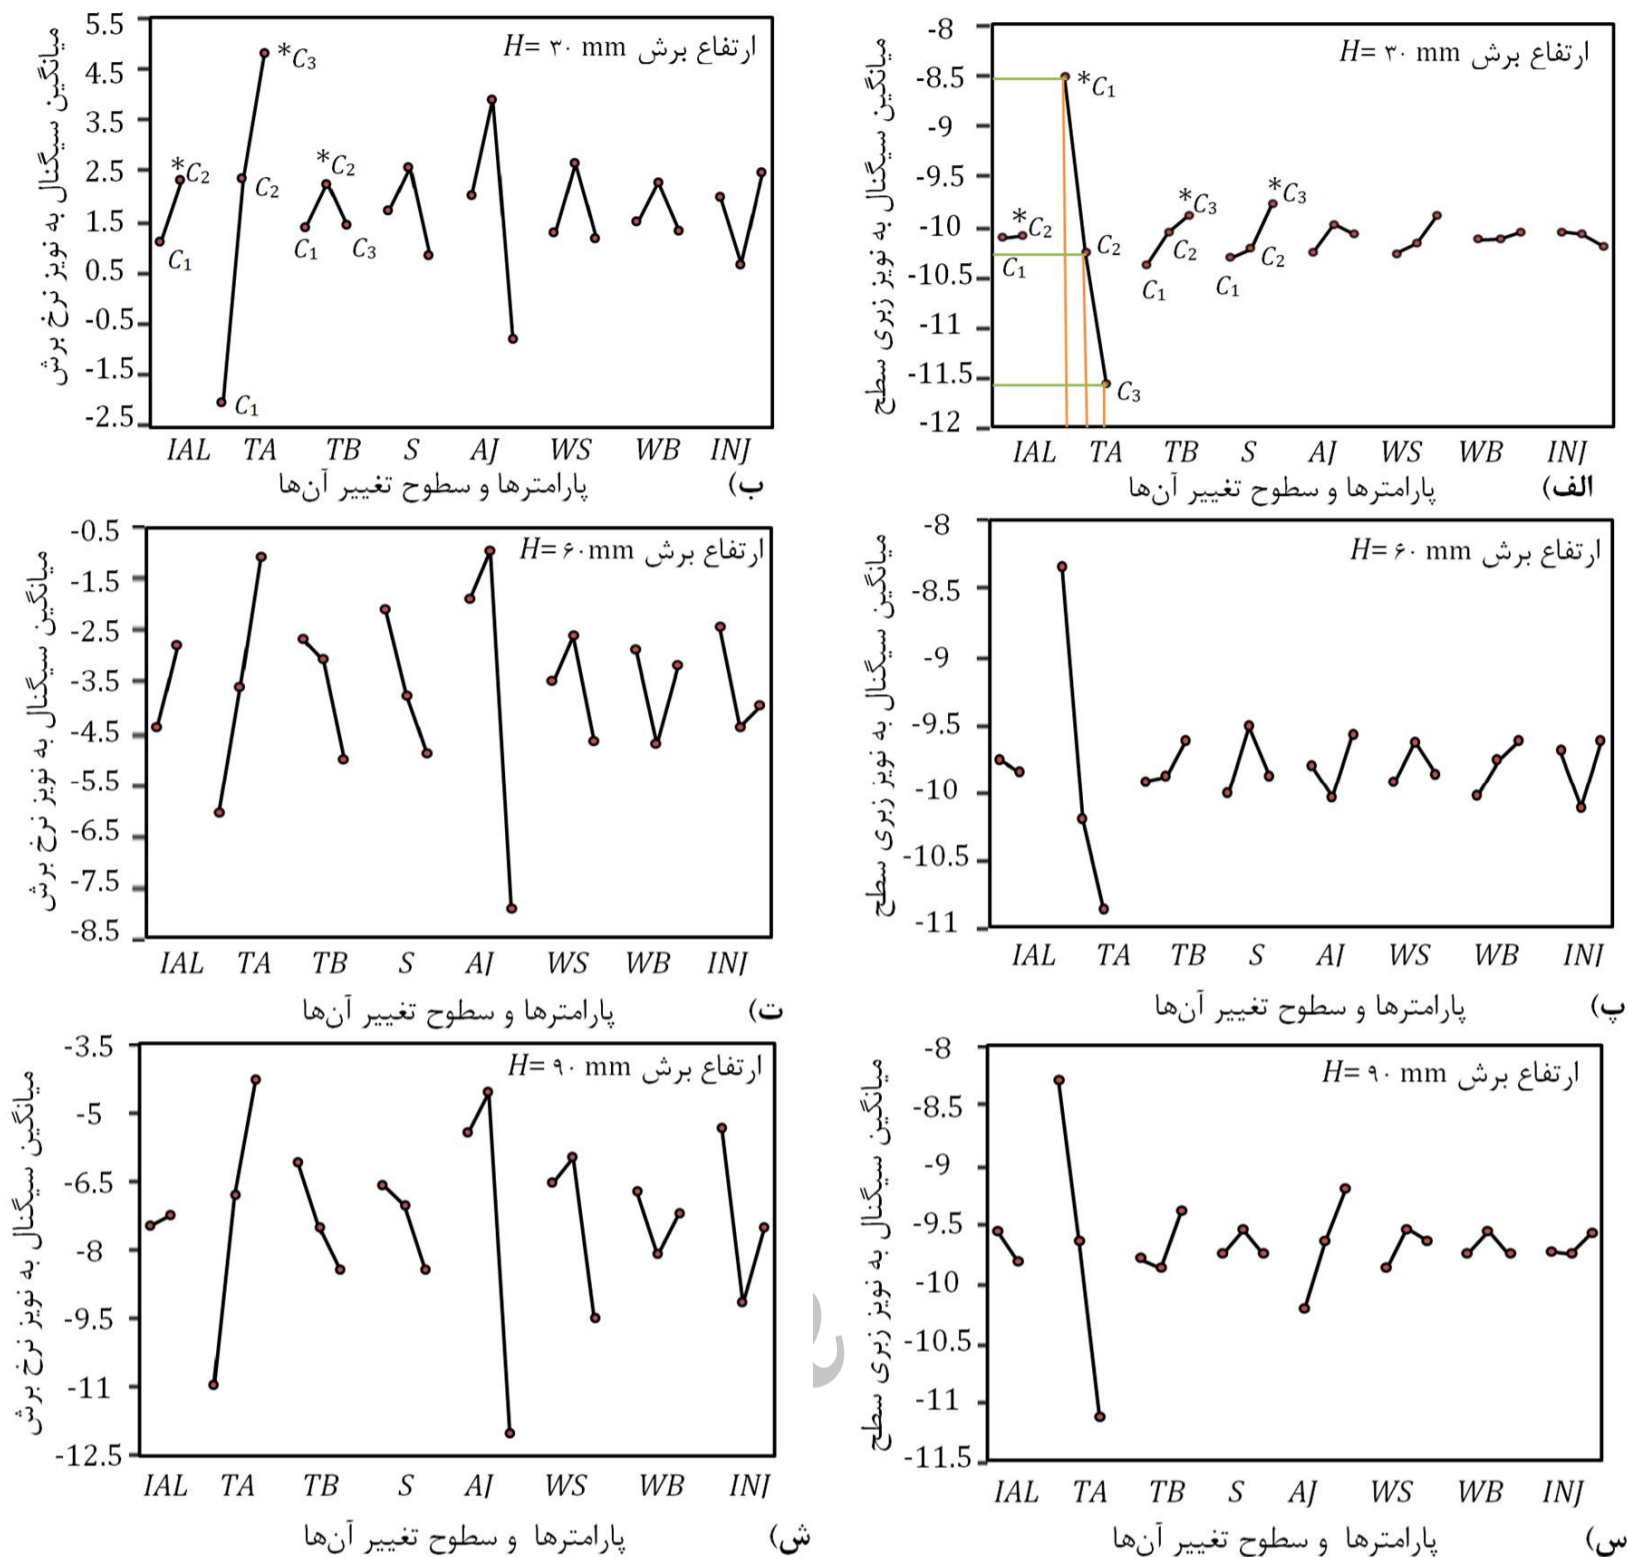 ارتفاع برش H= ۳۰ mm
میانگین سیگنال به نویز زبری سطح
-8
-8.5
-9
-9.5
-10
-10.5
-11
-11.5
-12
*C1
C2
C3
*C2
C1
*C3
C2
C1
*C3
C2
C1
IAL TA TB S AJ WS WB INJ
پارامترها و سطوح تغییر آن‌ها
الف)
ارتفاع برش H= ۳۰ mm
میانگین سیگنال به نویز نرخ برش
5.5
4.5
3.5
2.5
1.5
0.5
-0.5
-1.5
-2.5
*C2
C1
*C3
C2
C1
*C2
C1
C3
IAL TA TB S AJ WS WB INJ
پارامترها و سطوح تغییر آن‌ها
ب)
ارتفاع برش H= ۶۰ mm
میانگین سیگنال به نویز زبری سطح
-8
-8.5
-9
-9.5
-10
-10.5
-11
IAL TA TB S AJ WS WB INJ
پارامترها و سطوح تغییر آن‌ها
پ)
ارتفاع برش H= ۶۰mm
میانگین سیگنال به نویز نرخ برش
-0.5
-1.5
-2.5
-3.5
-4.5
-5.5
-6.5
-7.5
-8.5
IAL TA TB S AJ WS WB INJ
پارامترها و سطوح تغییر آن‌ها
ت)
ارتفاع برش H= ۹۰ mm
میانگین سیگنال به نویز زبری سطح
-8
-8.5
-9
-9.5
-10
-10.5
-11
-11.5
IAL TA TB S AJ WS WB INJ
پارامترها و سطوح تغییر آن‌ها
س)
ارتفاع برش H= ۹۰ mm
میانگین سیگنال به نویز نرخ برش
-3.5
-5
-6.5
-8
-9.5
-11
-12.5
IAL TA TB S AJ WS WB INJ
پارامترها و سطوح تغییر آن‌ها
ش)